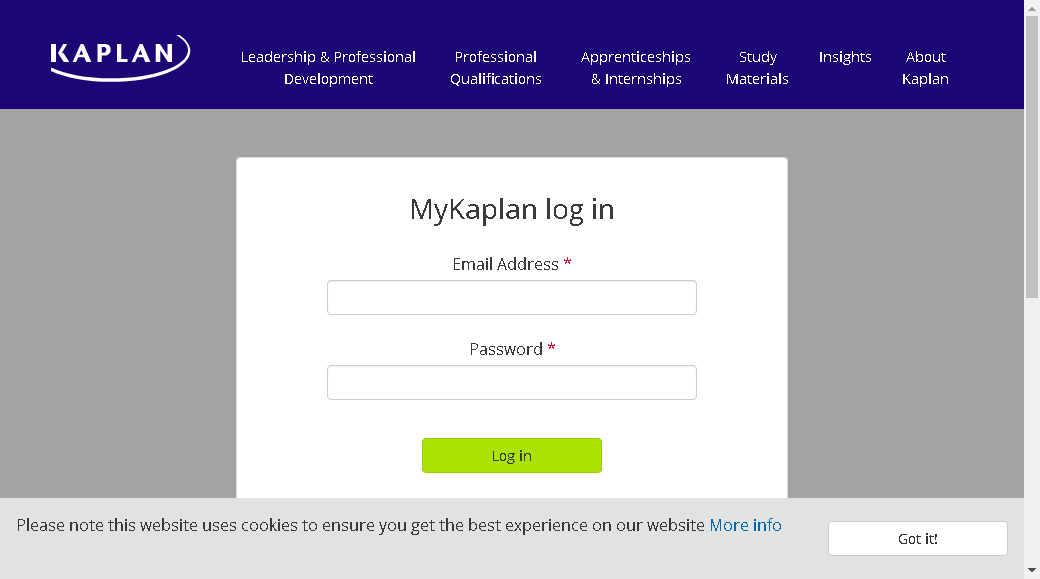 KAPLAN
Leadership & Professional
Development
Professional
Qualifications
Apprenticeships
& Internships
Study
Materials
Insights
About
Kaplan
MyKaplan log in
Email Address *
Password *
Log in
Please note this website uses cookies to ensure you get the best experience on our website More info
Got it!